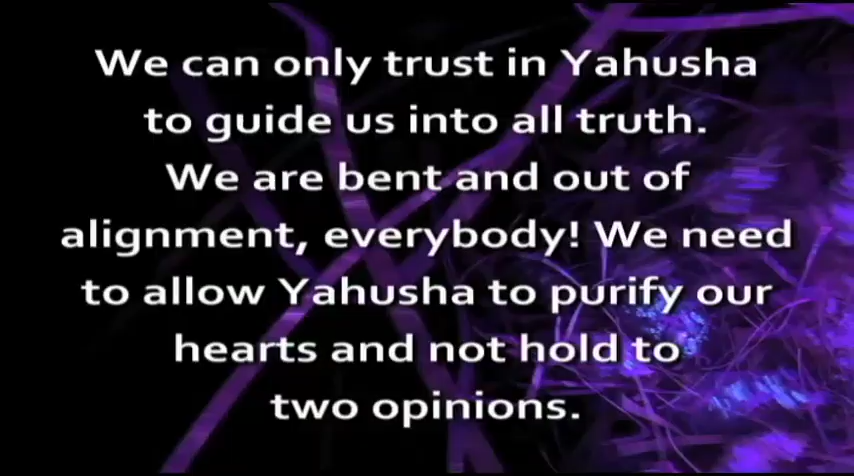 We can only trust in Yahusha
to guide us into all truth.
We are bent and out of
alignment, everybody! We need
to allow Yahusha to purify our
hearts and not hold to
two opinions.